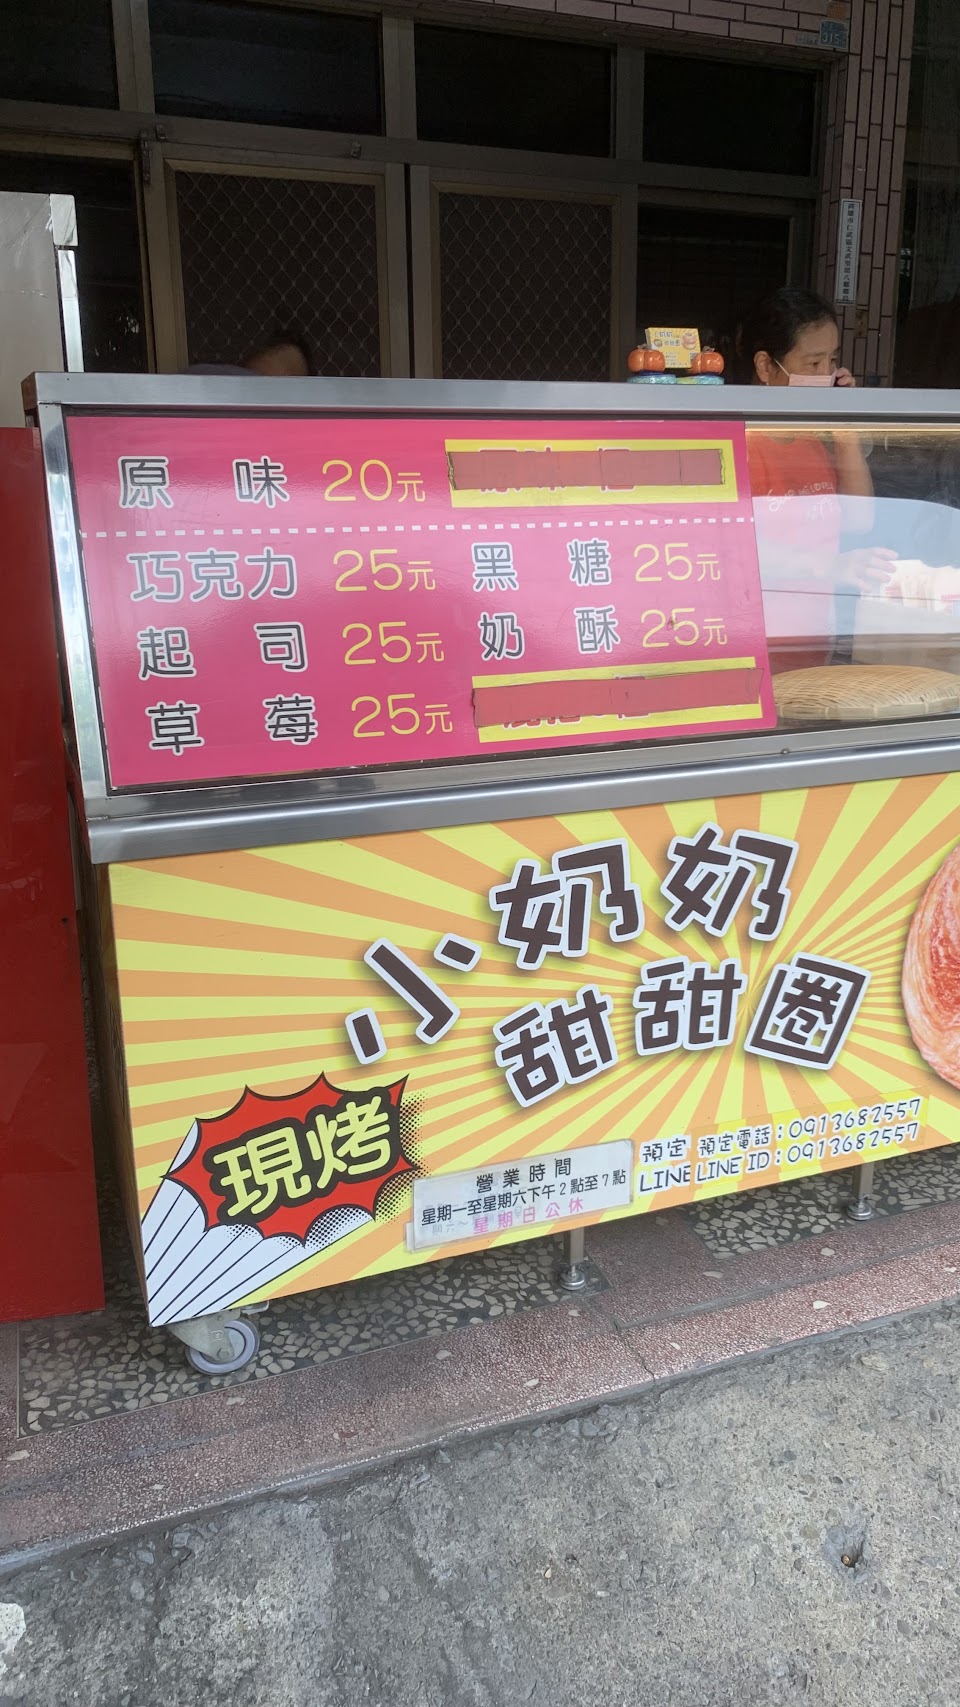 原味 20元
巧克力 25元 黑糖 25元
起司 25元 奶酥 25元
草莓 25元
小奶奶
甜甜圈
現烤
營業時間
星期一至星期六下午2點至7點
星期日公休
預定 預定電話：0913682557
LINE LINE ID：0913682557